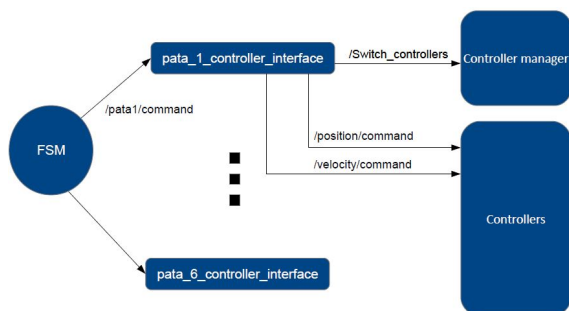 pata_1_controller_interface
/Switch_controllers
Controller manager
/pata1/command
FSM
/position/command
/velocity/command
Controllers
pata_6_controller_interface